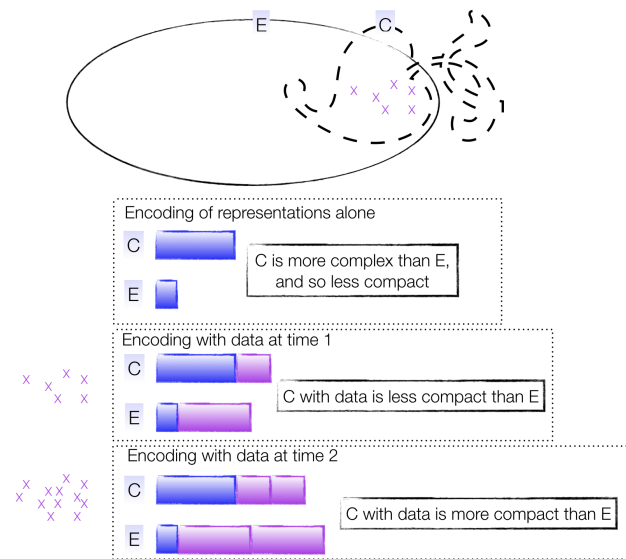 E
C
X X X X X X X
Encoding of representations alone
C
E
C is more complex than E,
and so less compact
Encoding with data at time 1
C
E
X X X X X X
C with data is less compact than E
Encoding with data at time 2
C
E
X X X X X X X X X X X X
C with data is more compact than E